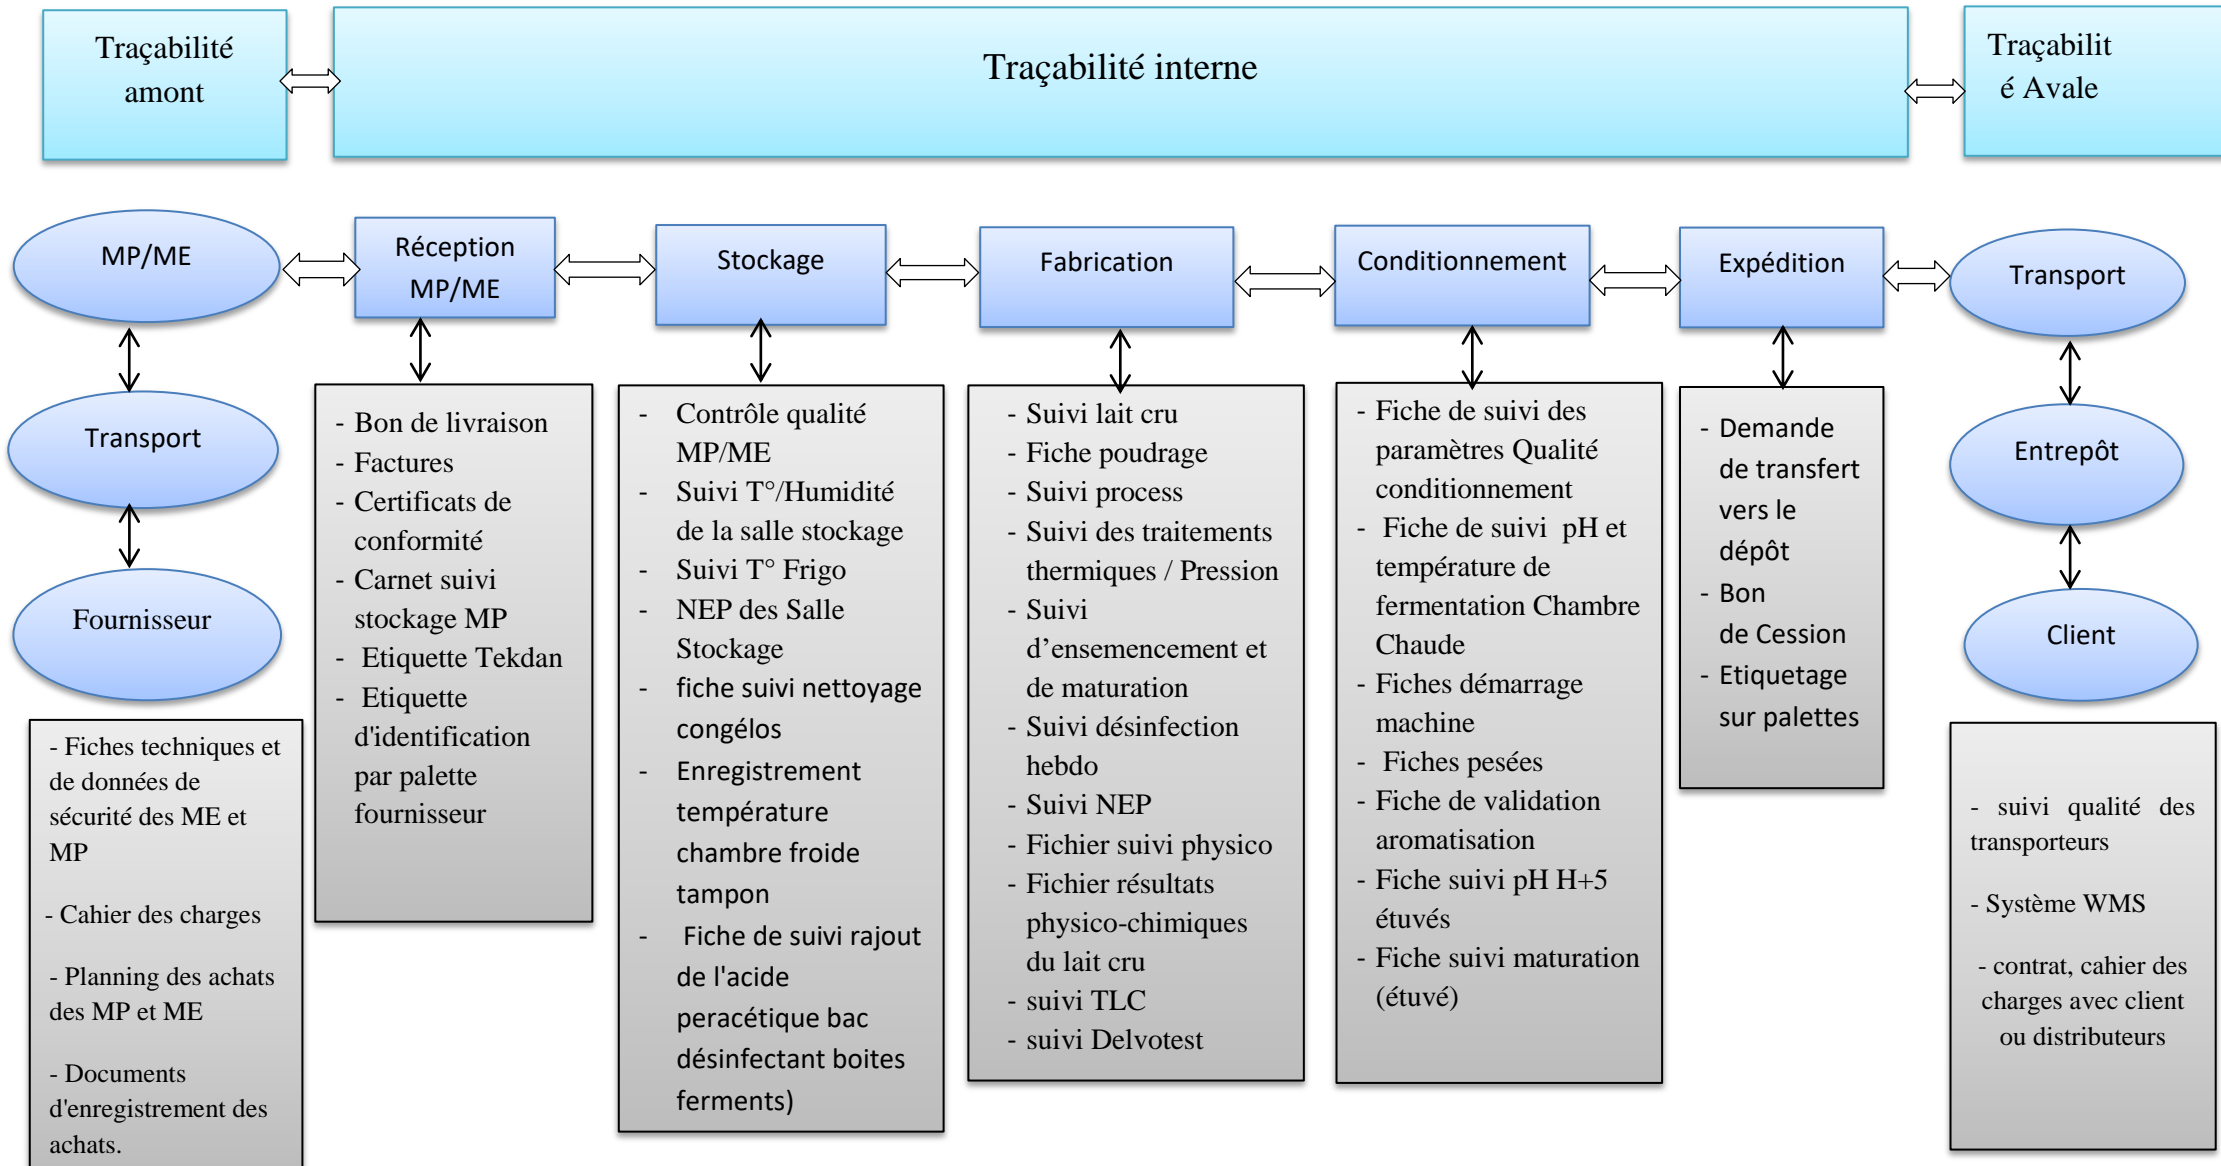 Traçabilité
amont
Traçabilité interne
Traçabilit
é Avale
MP/ME
Réception
MP/ME
Stockage
Fabrication
Conditionnement
Expédition
Transport
Transport
Fournisseur
Entrepôt
Client
- Fiches techniques et
de données de
sécurité des ME et
MP
- Cahier des charges
- Planning des achats
des MP et ME
- Documents
d'enregistrement des
achats.
- Bon de livraison
- Factures
- Certificats de
conformité
- Carnet suivi
stockage MP
- Etiquette Tekdan
- Etiquette
d'identification
par palette
fournisseur
- Contrôle qualité
MP/ME
- Suivi T°/Humidité
de la salle stockage
- Suivi T° Frigo
- NEP des Salle
Stockage
- fiche suivi nettoyage
congélos
- Enregistrement
température
chambre froide
tampon
- Fiche de suivi rajout
de l'acide
peracétique bac
désinfectant boites
ferments)
- Suivi lait cru
- Fiche poudrage
- Suivi process
- Suivi des traitements
thermiques / Pression
- Suivi
d’ensemencement et
de maturation
- Suivi désinfection
hebdo
- Suivi NEP
- Fichier suivi physico
- Fichier résultats
physico-chimiques
du lait cru
- suivi TLC
- suivi Delvotest
- Fiche de suivi des
paramètres Qualité
conditionnement
- Fiche de suivi pH et
température de
fermentation Chambre
Chaude
- Fiches démarrage
machine
- Fiches pesées
- Fiche de validation
aromatisation
- Fiche suivi pH H+5
étuvés
- Fiche suivi maturation
(étuvé)
- Demande
de transfert
vers le
dépôt
- Bon
de Cession
- Etiquetage
sur palettes
- suivi qualité des
transporteurs
- Système WMS
- contrat, cahier des
charges avec client
ou distributeurs